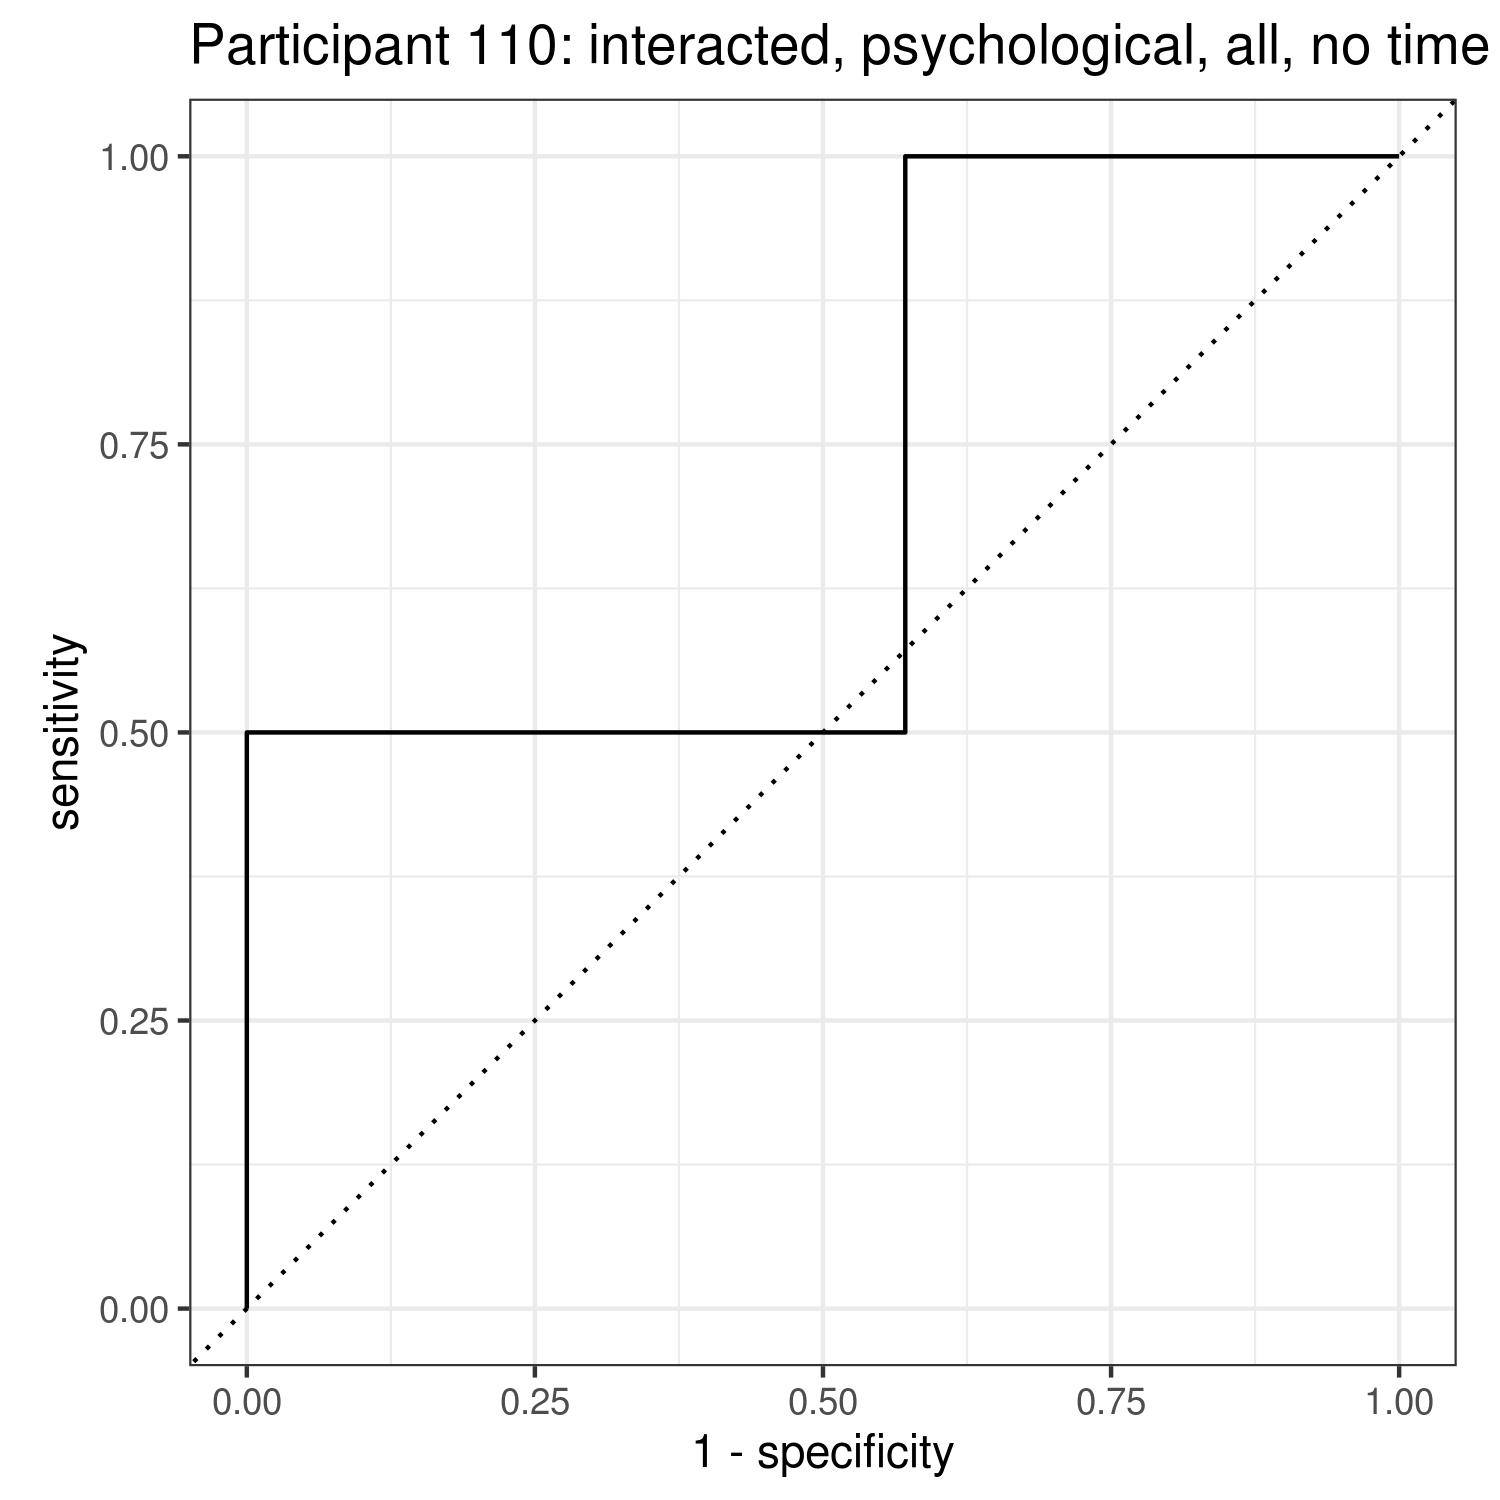 Participant 110: interacted, psychological, all, no time
1.00
0.75
0.50
0.25
0.00
sensitivity
0.00 0.25 0.50 0.75 1.00
1 - specificity